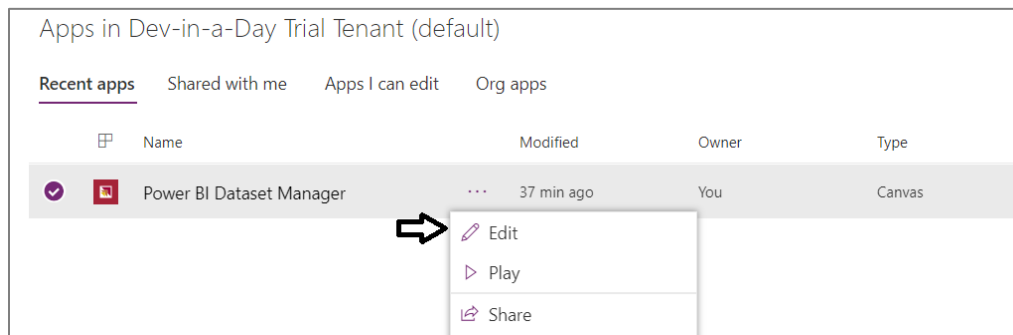 Apps in Dev-in-a-Day Trial Tenant (default)
Recent apps Shared with me Apps I can edit Org apps
Name Modified Owner Type
Power BI Dataset Manager ... 37 min ago You Canvas
Edit
Play
Share